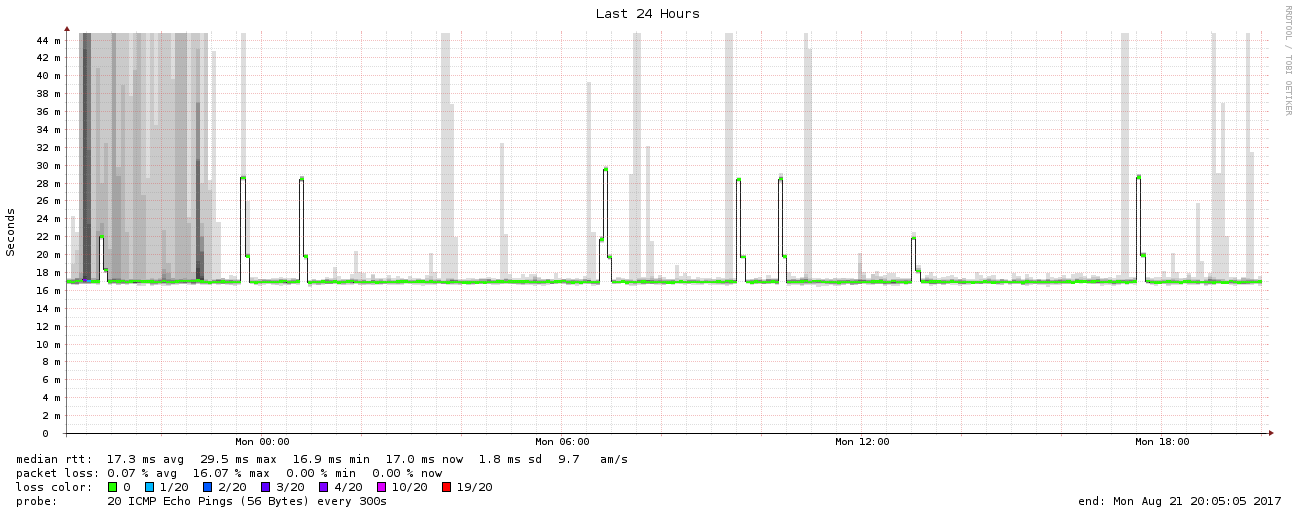 Last 24 Hours
RRDTOOL / TOBI OETIKER
Seconds
44 m
42 m
40 m
38 m
36 m
34 m
32 m
30 m
28 m
26 m
24 m
22 m
20 m
18 m
16 m
14 m
12 m
10 m
8 m
6 m
4 m
2 m
0
Mon 00:00 Mon 06:00 Mon 12:00 Mon 18:00
median rtt: 17.3 ms avg 29.5 ms max 16.9 ms min 17.0 ms now 1.8 ms sd 9.7 am/s
packet loss: 0.07 % avg 16.07 % max 0.00 % min 0.00 % now
loss color: 0 1/20 2/20 3/20 4/20 10/20 19/20
probe: 20 ICMP Echo Pings (56 Bytes) every 300s end: Mon Aug 21 20:05:05 2017